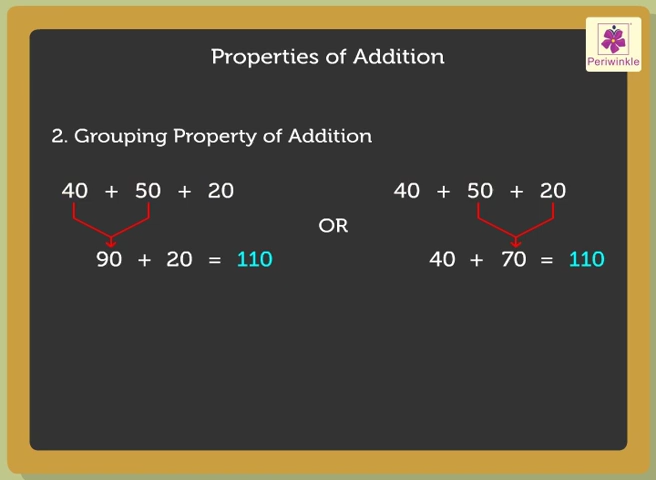 Properties of Addition
Periwinkle
2. Grouping Property of Addition
40 + 50 + 20
40 + 50 + 20
OR
90 + 20 = 110
40 + 70 = 110